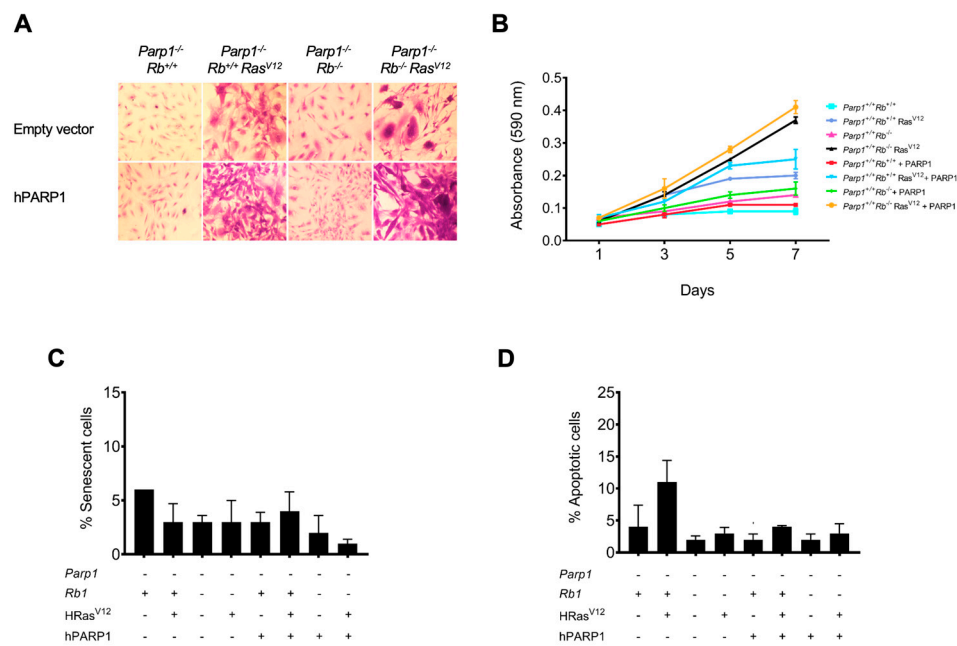 A
Parp1-/- Parp1-/- Parp1-/- Parp1-/-
Rb+/+ Rb+/+ RasV12 Rb-/- Rb-/- RasV12
Empty vector
hPARP1
B
Absorbance (590 nm)
0.5
0.4
0.3
0.2
0.1
0.0
1 3 5 7
Days
Parp1+/+Rb+/+
Parp1+/+Rb+/+ RasV12
Parp1+/+Rb-/-
Parp1+/+Rb-/- RasV12
Parp1+/+Rb+/+ + PARP1
Parp1+/+Rb+/+ RasV12+ PARP1
Parp1+/+Rb-/-+ PARP1
Parp1+/+Rb-/- RasV12 + PARP1
C
% Senescent cells
15
10
5
0
Parp1 - - - - - - - -
Rb1 + + - - + + - -
HRasV12 - + - + - + - +
hPARP1 - - - - + + + +
D
% Apoptotic cells
25
20
15
10
5
0
Parp1 - - - - - - - -
Rb1 + + - - + + - -
HRasV12 - + - + - + - +
hPARP1 - - - - + + + +